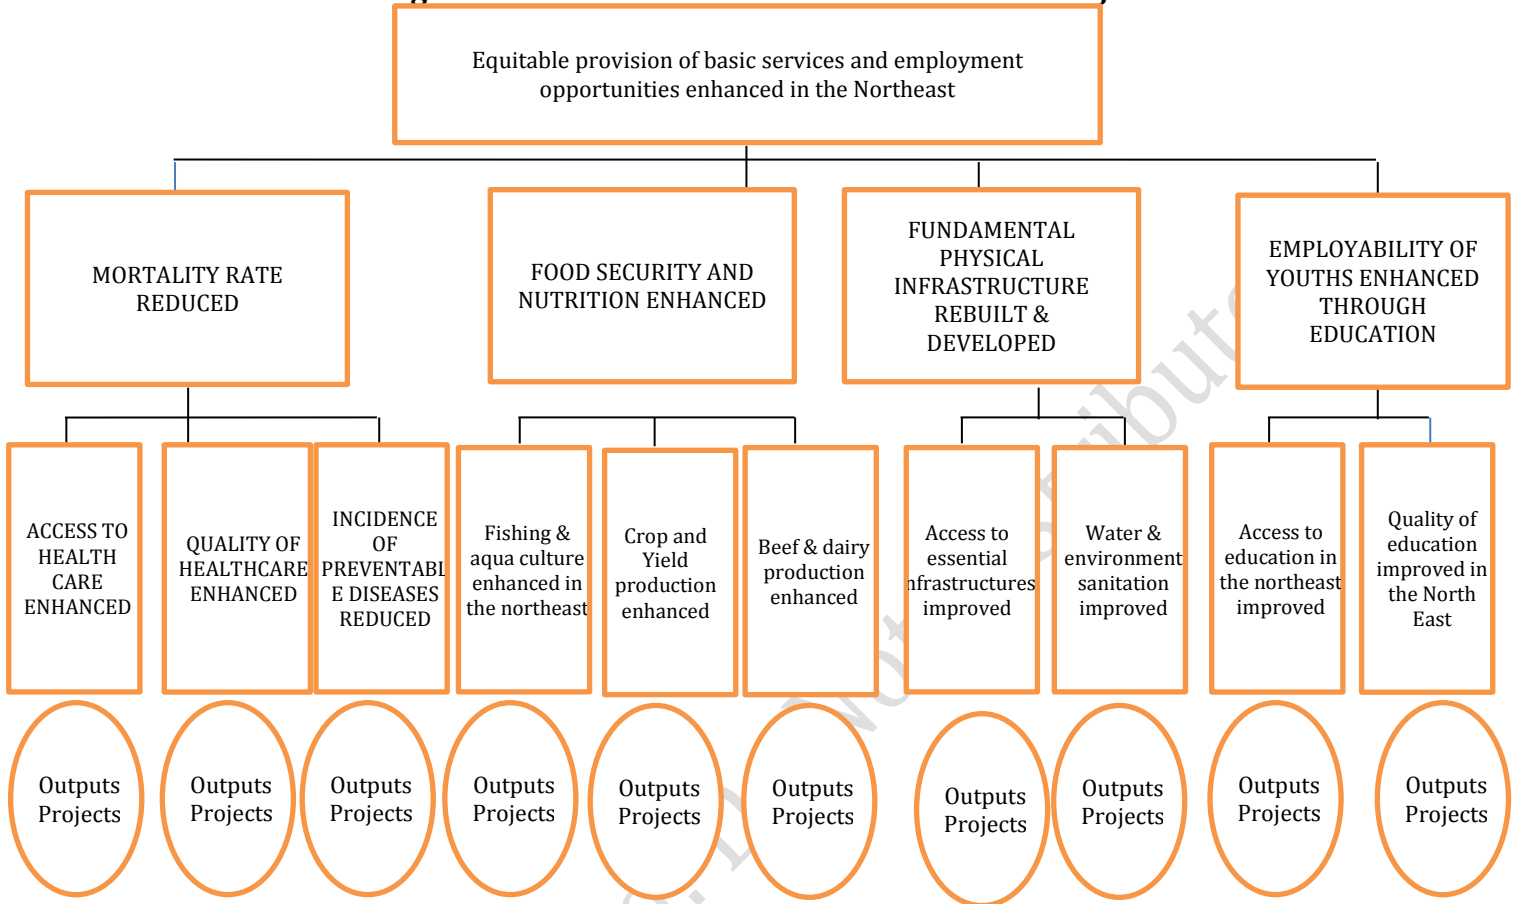 Equitable provision of basic services and employment
opportunities enhanced in the Northeast
MORTALITY RATE
REDUCED
FOOD SECURITY AND
NUTRITION ENHANCED
FUNDAMENTAL
PHYSICAL
INFRASTRUCTURE
REBUILT &
DEVELOPED
EMPLOYABILITY OF
YOUTHS ENHANCED
THROUGH
EDUCATION
ACCESS TO
HEALTH
CARE
ENHANCED
QUALITY OF
HEALTHCARE
ENHANCED
INCIDENCE
OF
PREVENTABL
E DISEASES
REDUCED
Fishing &
aqua culture
enhanced in
the northeast
Crop and
Yield
production
enhanced
Beef & dairy
production
enhanced
Access to
essential
nfrastructures
improved
Water &
environment
sanitation
improved
Access to
education in
the northeast
improved
Quality of
education
improved in
the North
East
Outputs
Projects
Outputs
Projects
Outputs
Projects
Outputs
Projects
Outputs
Projects
Outputs
Projects
Outputs
Projects
Outputs
Projects
Outputs
Projects
Outputs
Projects